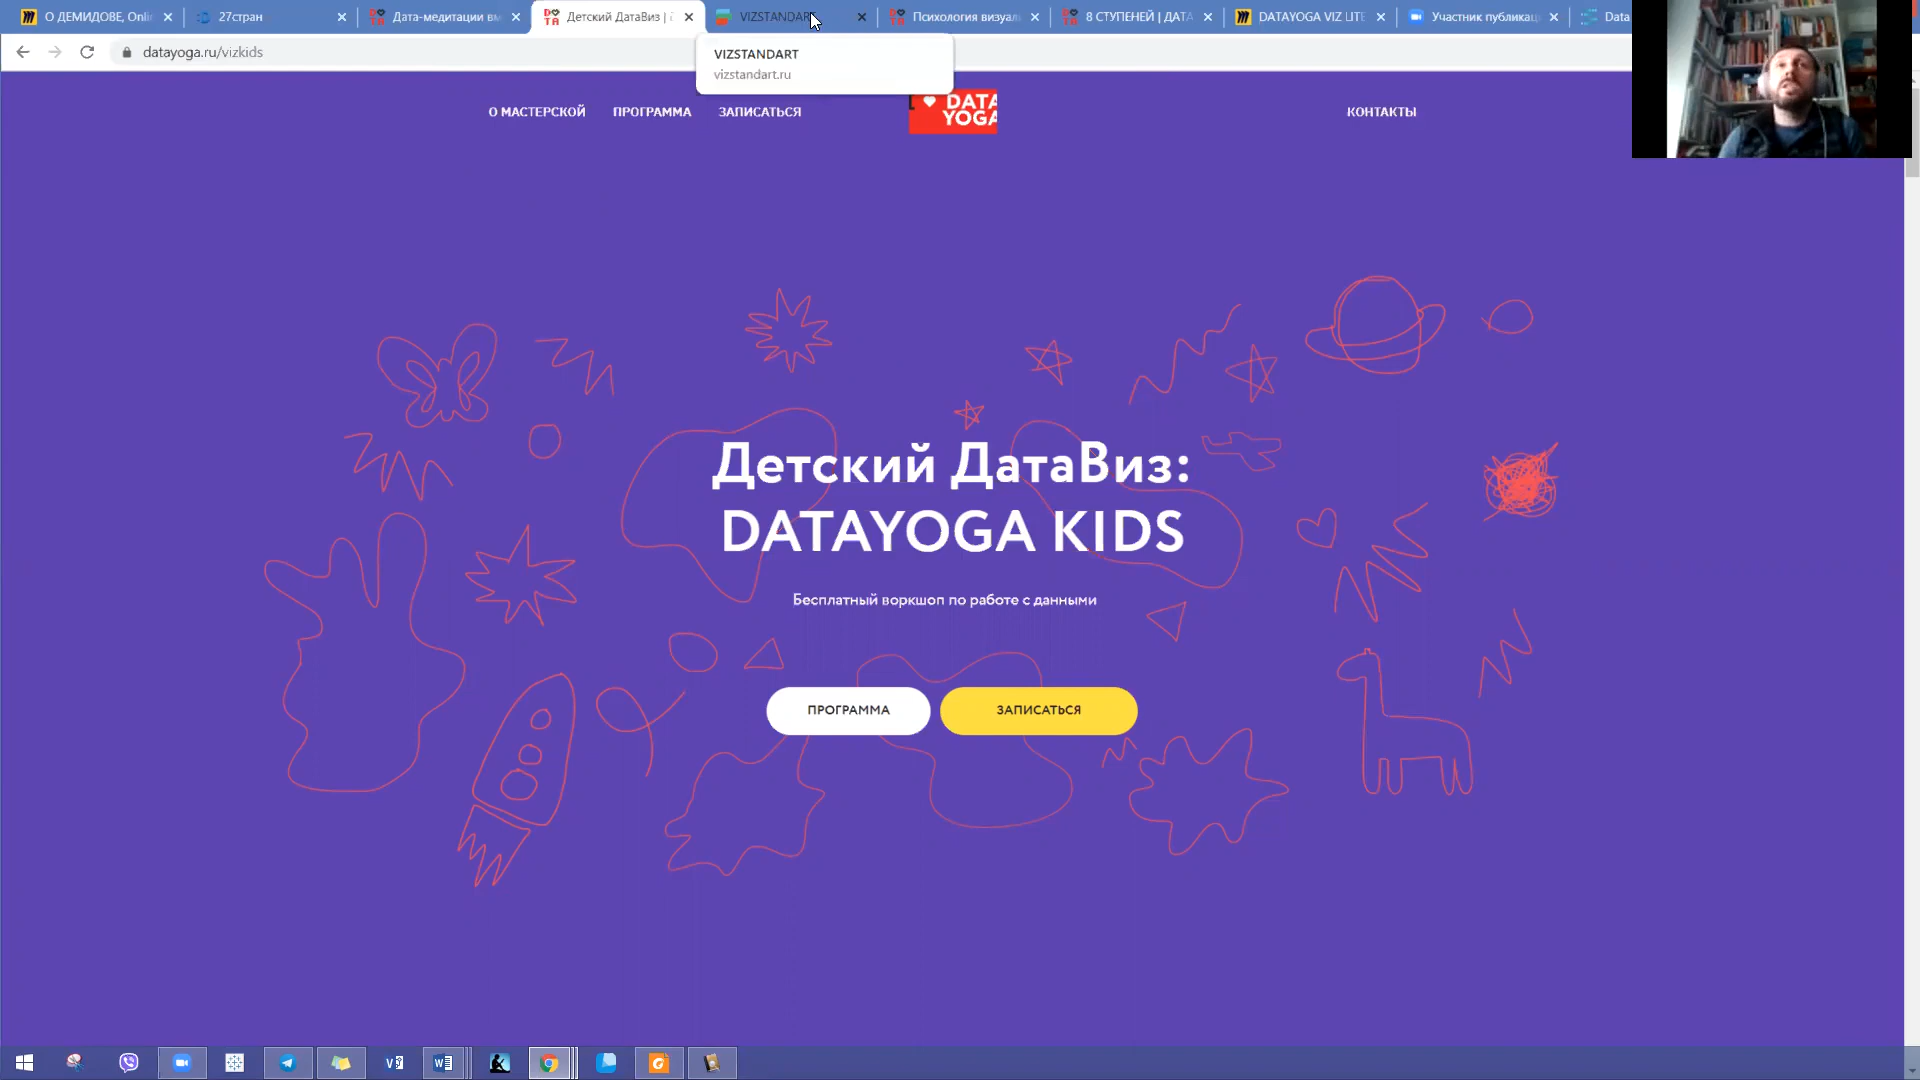 О ДЕМИДОВЕ, Onli
27стран
Дата-медитации вм
Детский ДатаВиз |
VIZSTANDART
Психология визуал
8 СТУПЕНЕЙ | ДАТА
DATAYOGA VIZ LITE
Участник публикац
Data
datayoga.ru/vizkids
VIZSTANDART
vizstandart.ru
О МАСТЕРСКОЙ
ПРОГРАММА
ЗАПИСАТЬСЯ
DATA
YOGA
КОНТАКТЫ
Детский ДатаВиз:
DATAYOGA KIDS
Бесплатный воркшоп по работе с данными
ПРОГРАММА
ЗАПИСАТЬСЯ